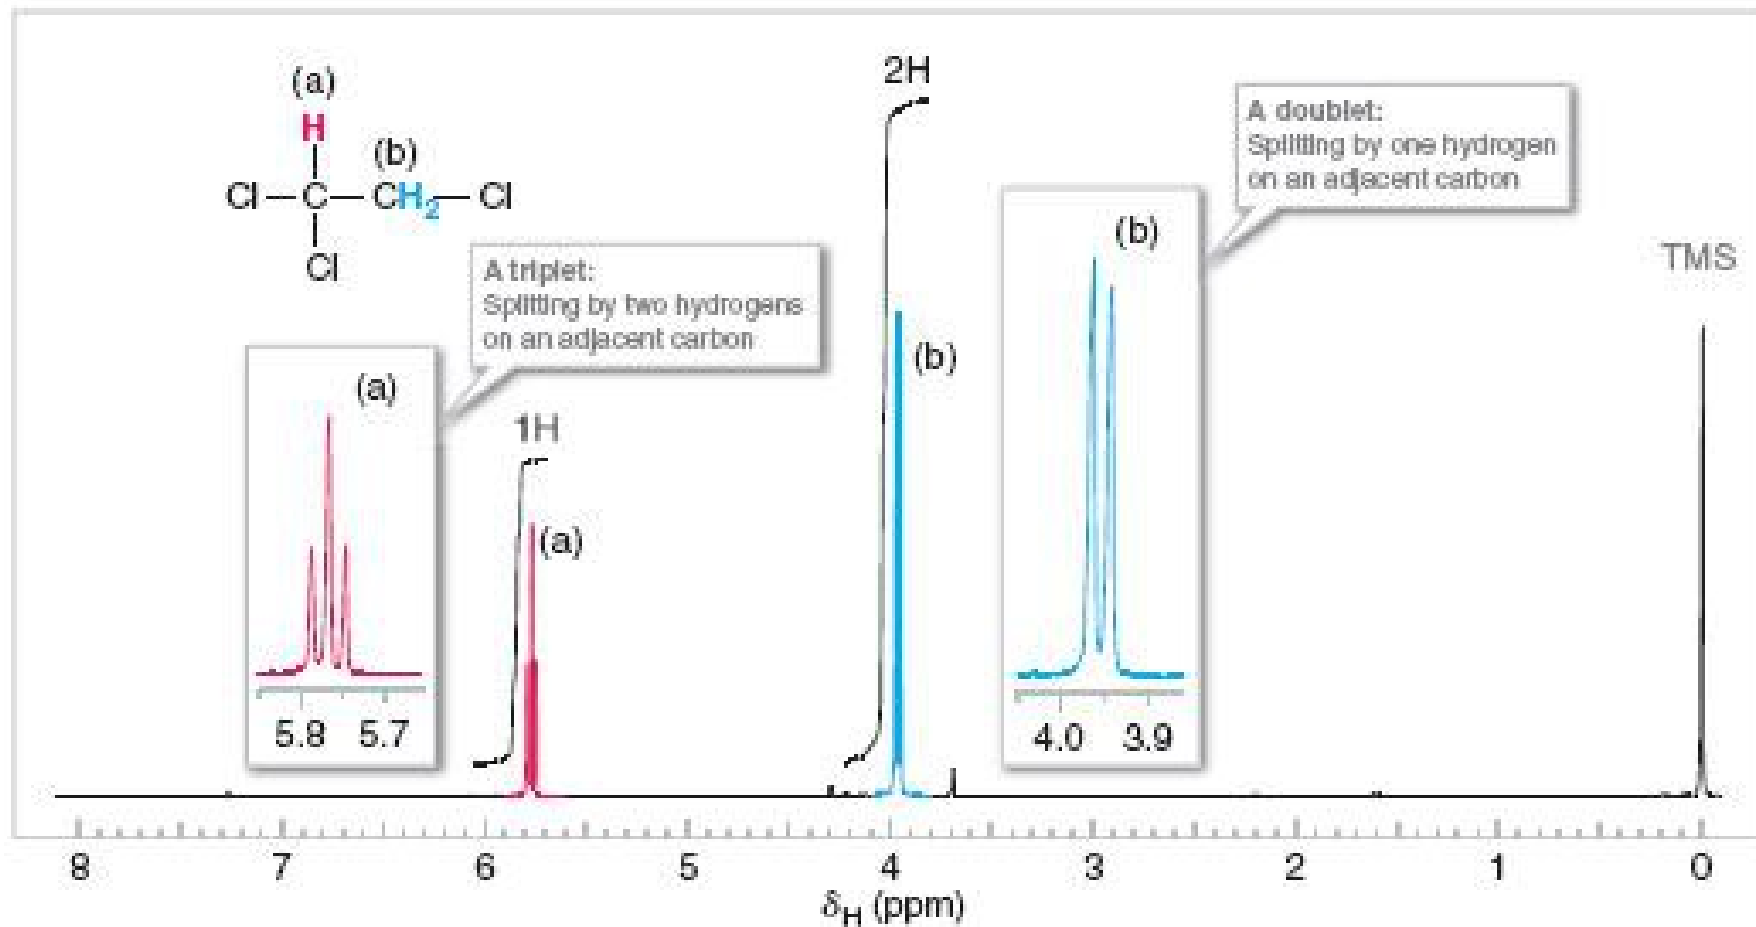 (a)
H
(b)
Cl—C—CH₂—Cl
Cl
A triplet:
Splitting by two hydrogens
on an adjacent carbon
(a)
5.8 5.7
1H
(a)
2H
(b)
A doublet:
Splitting by one hydrogen
on an adjacent carbon
(b)
4.0 3.9
TMS
8 7 6 5 4 3 2 1 0
δH (ppm)